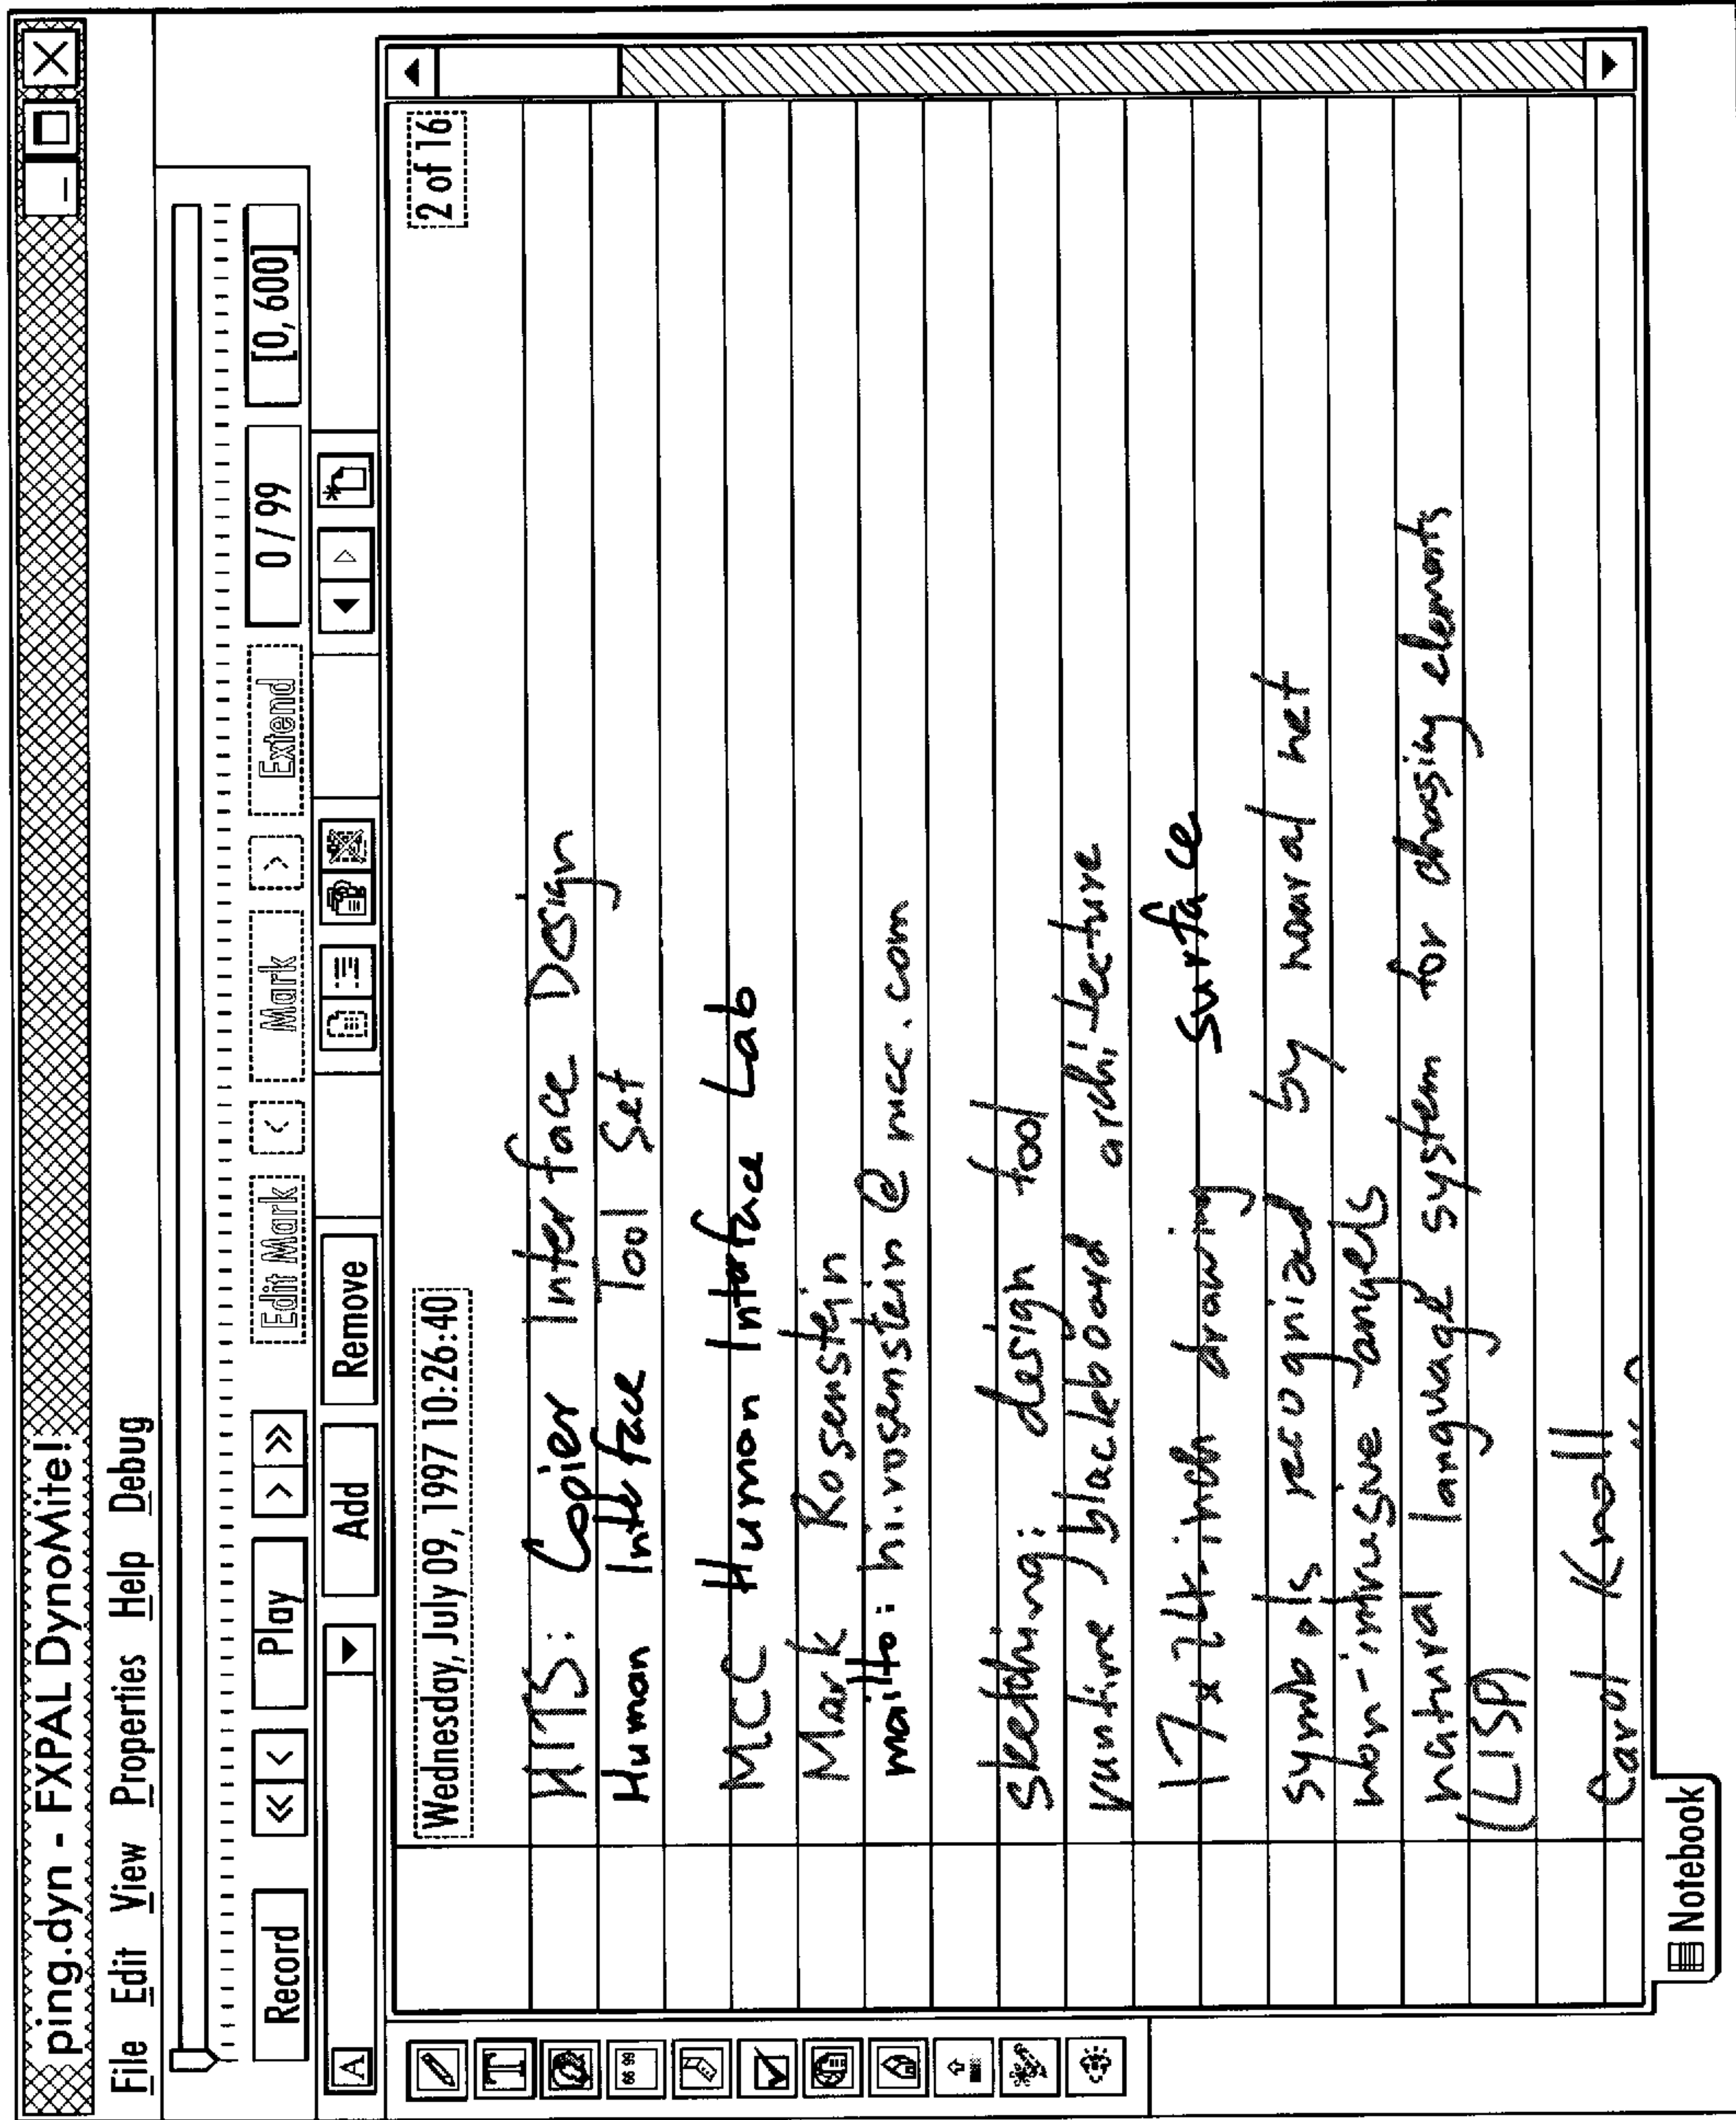 ping.dyn - FXPAL DynoMite!
File Edit View Properties Help Debug
Record << < Play > >> Edit Mark < Mark > Extend 0 / 99 [0, 600]
A Add Remove
Wednesday, July 09, 1997 10:26:40 2 of 16
HITS: Copier Interface Design
Human Interface Tool Set
MCC Human Interface Lab
Mark Rosenstein
mailto: hi.rosenstein @ mcc.com
sketching: design tool
runtime blackboard architecture
17x24-inch drawing surface
symbols recognized by neural net
non-intrusive
natural language system for chasing elements
(LISP)
Carol Knoll
T
66 99
Notebook